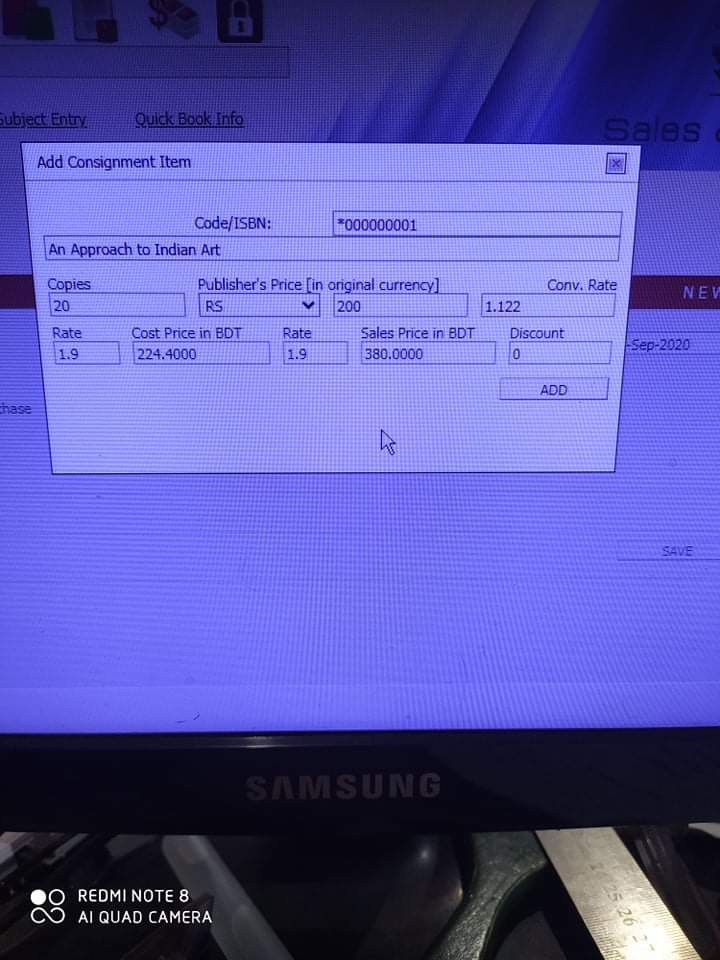 Subject Entry Quick Book Info
Sales
Add Consignment Item
Code/ISBN: *000000001
An Approach to Indian Art
Copies Publisher's Price [in original currency] Conv. Rate
20 RS 200 1.122
NEW
Rate Cost Price in BDT Rate Sales Price in BDT Discount
1.9 224.4000 1.9 380.0000 0
-Sep-2020
ADD
hase
SAVE
SAMSUNG
25 26 27
REDMI NOTE 8
AI QUAD CAMERA